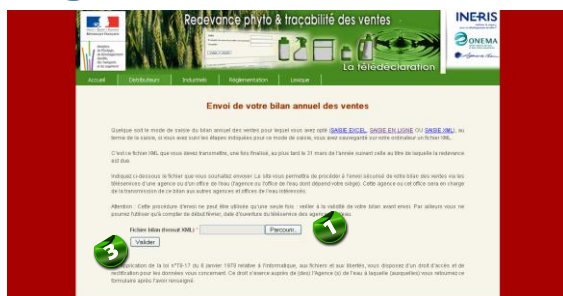 Redevance phyto & traçabilité des ventes
INERIS
ONEMA
La télédéclaration
Accueil Distributeurs Industriels Réglementation Lexique
Envoi de votre bilan annuel des ventes
Quelque soit le mode de saisie du bilan annuel des ventes pour lequel vous avez opté (SAISIE EXCEL, SAISIE EN LIGNE OU SAISIE XML), au
terme de la saisie, si vous avez suivi les étapes indiquées pour ce mode de saisie, vous avez sauvegardé sur votre ordinateur un fichier XML.
C'est ce fichier XML que vous devez transmettre, une fois finalisé, au plus tard le 31 mars de l'année suivant celle au titre de laquelle la redevance
est due.
Indiquez ci-dessous le fichier que vous souhaitez envoyer. Le site vous permettra de procéder à l'envoi sécurisé de votre bilan des ventes via les
téléservices d'une agence ou d'un office de l'eau (l'agence ou l'office de l'eau dont dépend votre siège). Cette agence ou cet office sera en charge
de la transmission de ce bilan aux autres agences et offices de l'eau intéressés.
Attention : Cette procédure d'envoi ne peut être utilisée qu'une seule fois : veiller à la validité de votre bilan avant envoi. Par ailleurs vous ne
pourrez l'utiliser qu'à compter de début février, date d'ouverture du téléservice des agences de l'eau.
Fichier bilan (format XML) : * Parcourir... 1
3 Valider
application de la loi n°78-17 du 6 janvier 1978 relative à l'informatique, aux fichiers et aux libertés, vous disposez d'un droit d'accès et de
rectification pour les données vous concernant. Ce droit s'exerce auprès de (des) l'Agence (s) de l'eau à laquelle (auxquelles) vous retournez ce
formulaire après l'avoir renseigné.